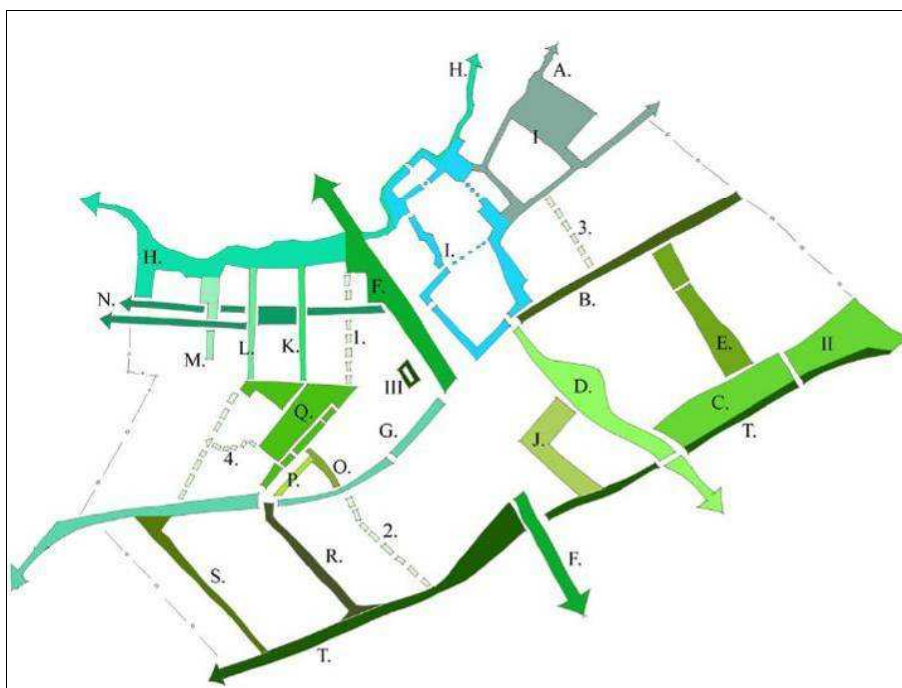 H.
A.
I
3.
I.
H.
F.
B.
N.
E.
II
M.
L.
K.
1.
III
D.
C.
T.
Q.
G.
J.
4.
P.
O.
2.
F.
R.
S.
T.